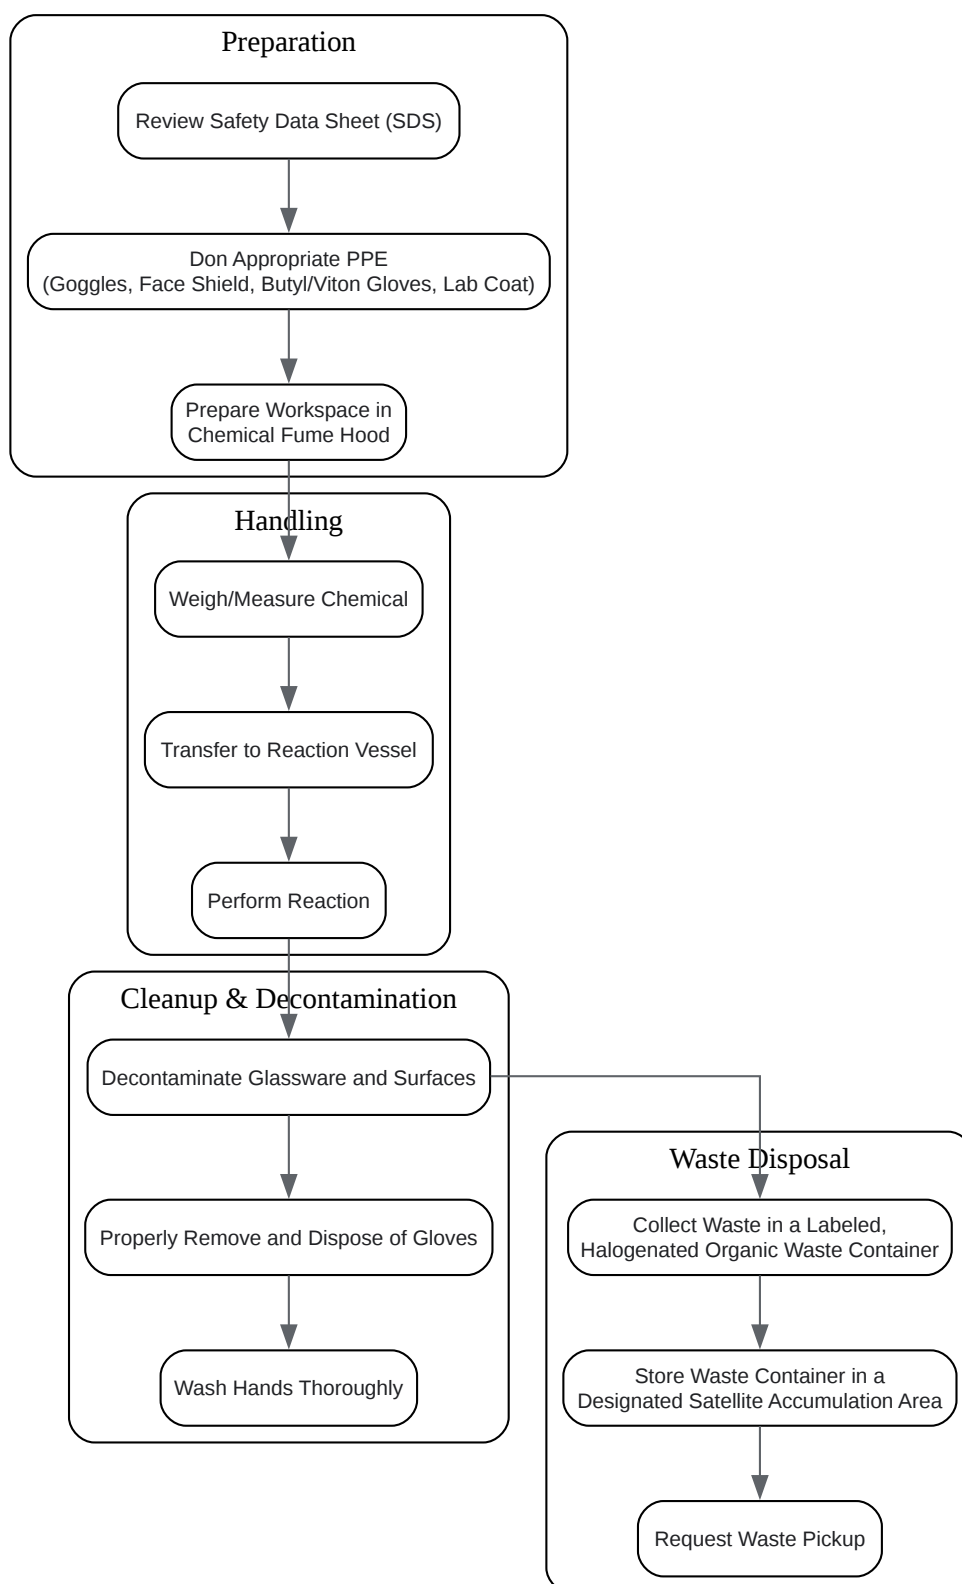 Preparation
Review Safety Data Sheet (SDS)
Don Appropriate PPE
(Goggles, Face Shield, Butyl/Viton Gloves, Lab Coat)
Prepare Workspace in
Chemical Fume Hood
Handling
Weigh/Measure Chemical
Transfer to Reaction Vessel
Perform Reaction
Cleanup & Decontamination
Decontaminate Glassware and Surfaces
Properly Remove and Dispose of Gloves
Wash Hands Thoroughly
Waste Disposal
Collect Waste in a Labeled,
Halogenated Organic Waste Container
Store Waste Container in a
Designated Satellite Accumulation Area
Request Waste Pickup